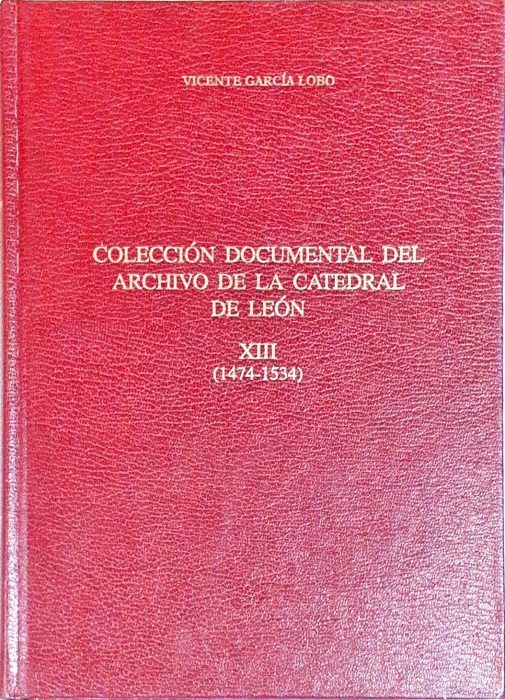 VICENTE GARCÍA LOBO
COLECCIÓN DOCUMENTAL DEL
ARCHIVO DE LA CATEDRAL
DE LEÓN
XIII
(1474-1534)